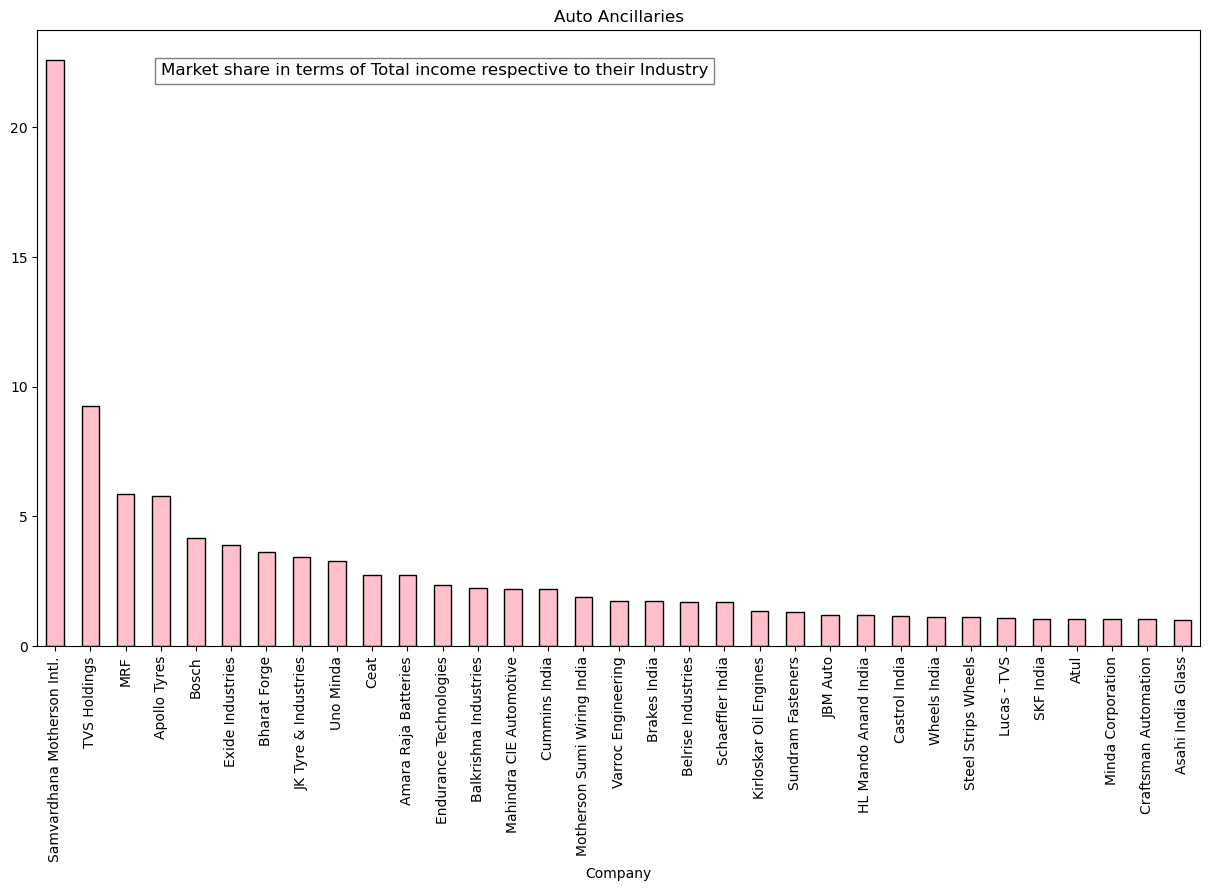 Auto Ancillaries
Market share in terms of Total income respective to their Industry
20
15
10
5
0
Samvardhana Motherson Intl.
TVS Holdings
MRF
Apollo Tyres
Bosch
Exide Industries
Bharat Forge
JK Tyre & Industries
Uno Minda
Ceat
Amara Raja Batteries
Endurance Technologies
Balkrishna Industries
Mahindra CIE Automotive
Cummins India
Motherson Sumi Wiring India
Varroc Engineering
Brakes India
Belrise Industries
Schaeffler India
Kirloskar Oil Engines
Sundram Fasteners
JBM Auto
HL Mando Anand India
Castrol India
Wheels India
Steel Strips Wheels
Lucas - TVS
SKF India
Atul
Minda Corporation
Craftsman Automation
Asahi India Glass
Company